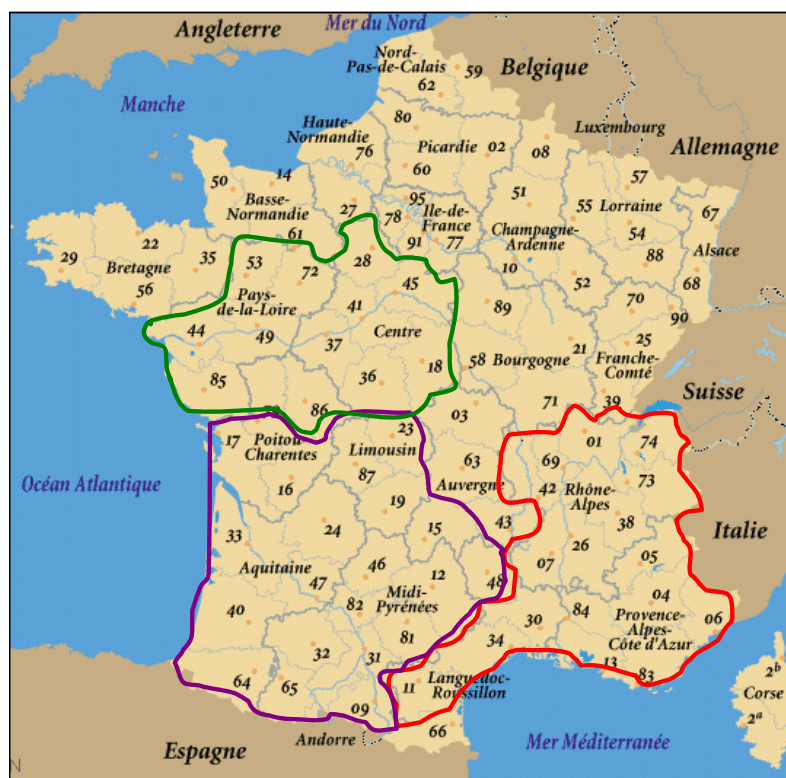 Angleterre
Mer du Nord
Nord-
Pas-de-Calais
59
62
Belgique
Manche
Haute-
Normandie
76
80
Picardie
02
60
08
Luxembourg
Allemagne
50
14
Basse-
Normandie
61
27
95
78
Ile-de-
France
91
77
51
Champagne-
Ardenne
10
52
57
55
Lorraine
54
88
67
Alsace
68
29
22
Bretagne
35
56
53
72
Pays-
de-la-Loire
44
49
85
28
45
41
Centre
37
36
18
89
58
Bourgogne
21
71
70
90
25
Franche-
Comté
39
Suisse
86
17
Poitou
Charentes
16
23
Limousin
87
19
03
63
Auvergne
15
43
01
74
69
42
Rhône-
Alpes
73
38
26
07
Italie
Océan Atlantique
33
24
Aquitaine
47
40
64
46
12
48
Midi-
Pyrénées
82
81
32
31
65
09
05
04
84
Provence-
Alpes-
Côte d'Azur
06
13
83
30
34
11
Languedoc-
Roussillon
66
2b
Corse
2a
Andorre
Espagne
Mer Méditerranée
N